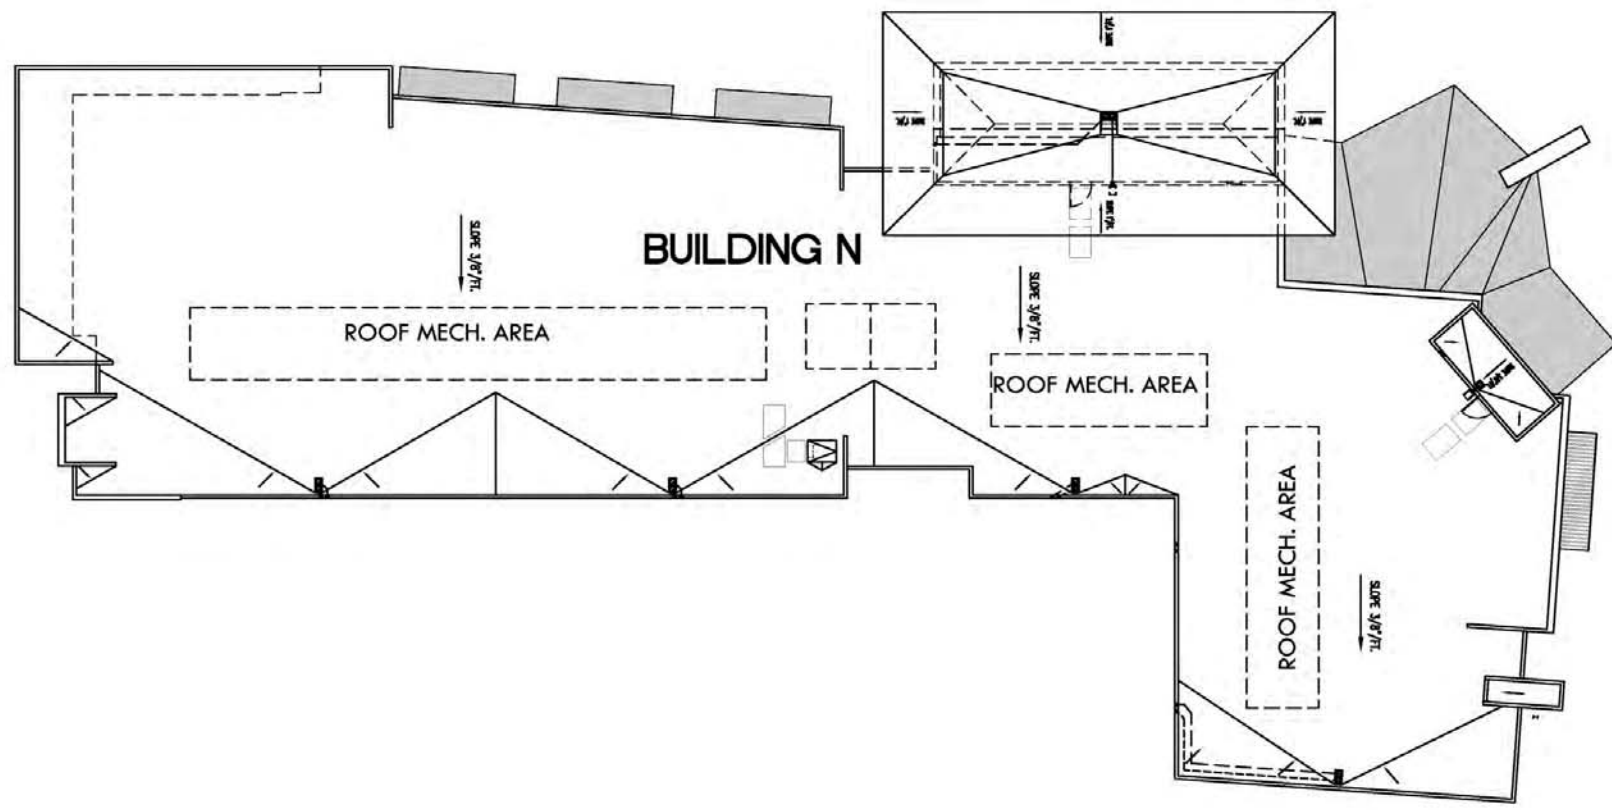 BUILDING N
SLOPE 3/8"/FT.
SLOPE 3/8"/FT.
ROOF MECH. AREA
ROOF MECH. AREA
ROOF MECH. AREA
SLOPE 3/8"/FT.